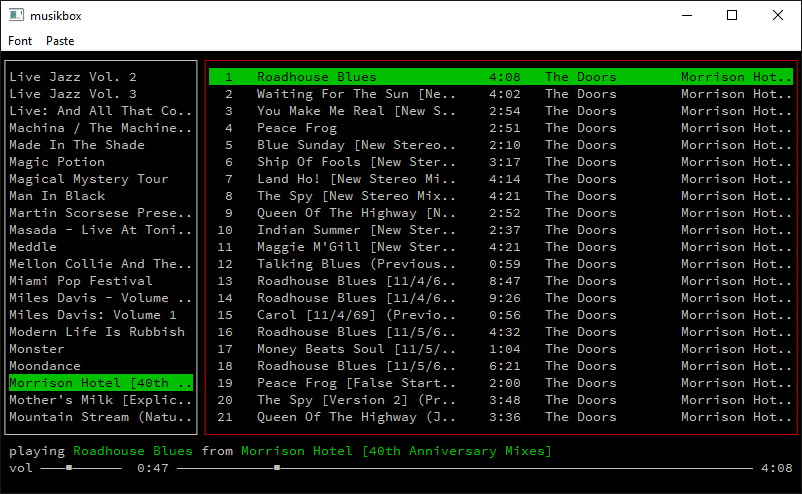 musikbox
Font Paste
Live Jazz Vol. 2
Live Jazz Vol. 3
Live: And All That Co..
Machina / The Machine..
Made In The Shade
Magic Potion
Magical Mystery Tour
Man In Black
Martin Scorsese Prese..
Masada - Live At Toni..
Meddle
Mellon Collie And The..
Miami Pop Festival
Miles Davis - Volume ..
Miles Davis: Volume 1
Modern Life Is Rubbish
Monster
Moondance
Morrison Hotel [40th ..
Mother's Milk [Explic..
Mountain Stream (Natu..
1 Roadhouse Blues 4:08 The Doors Morrison Hot..
2 Waiting For The Sun [Ne.. 4:02 The Doors Morrison Hot..
3 You Make Me Real [New S.. 2:54 The Doors Morrison Hot..
4 Peace Frog 2:51 The Doors Morrison Hot..
5 Blue Sunday [New Stereo.. 2:10 The Doors Morrison Hot..
6 Ship Of Fools [New Ster.. 3:17 The Doors Morrison Hot..
7 Land Ho! [New Stereo Mi.. 4:14 The Doors Morrison Hot..
8 The Spy [New Stereo Mix.. 4:21 The Doors Morrison Hot..
9 Queen Of The Highway [N.. 2:52 The Doors Morrison Hot..
10 Indian Summer [New Ster.. 2:37 The Doors Morrison Hot..
11 Maggie M'Gill [New Ster.. 4:21 The Doors Morrison Hot..
12 Talking Blues (Previous.. 0:59 The Doors Morrison Hot..
13 Roadhouse Blues [11/4/6.. 8:47 The Doors Morrison Hot..
14 Roadhouse Blues [11/4/6.. 9:26 The Doors Morrison Hot..
15 Carol [11/4/69] (Previo.. 0:56 The Doors Morrison Hot..
16 Roadhouse Blues [11/5/6.. 4:32 The Doors Morrison Hot..
17 Money Beats Soul [11/5/.. 1:04 The Doors Morrison Hot..
18 Roadhouse Blues [11/5/6.. 6:21 The Doors Morrison Hot..
19 Peace Frog [False Start.. 2:00 The Doors Morrison Hot..
20 The Spy [Version 2] (Pr.. 3:48 The Doors Morrison Hot..
21 Queen Of The Highway (J.. 3:36 The Doors Morrison Hot..
playing Roadhouse Blues from Morrison Hotel [40th Anniversary Mixes]
vol 0:47 4:08